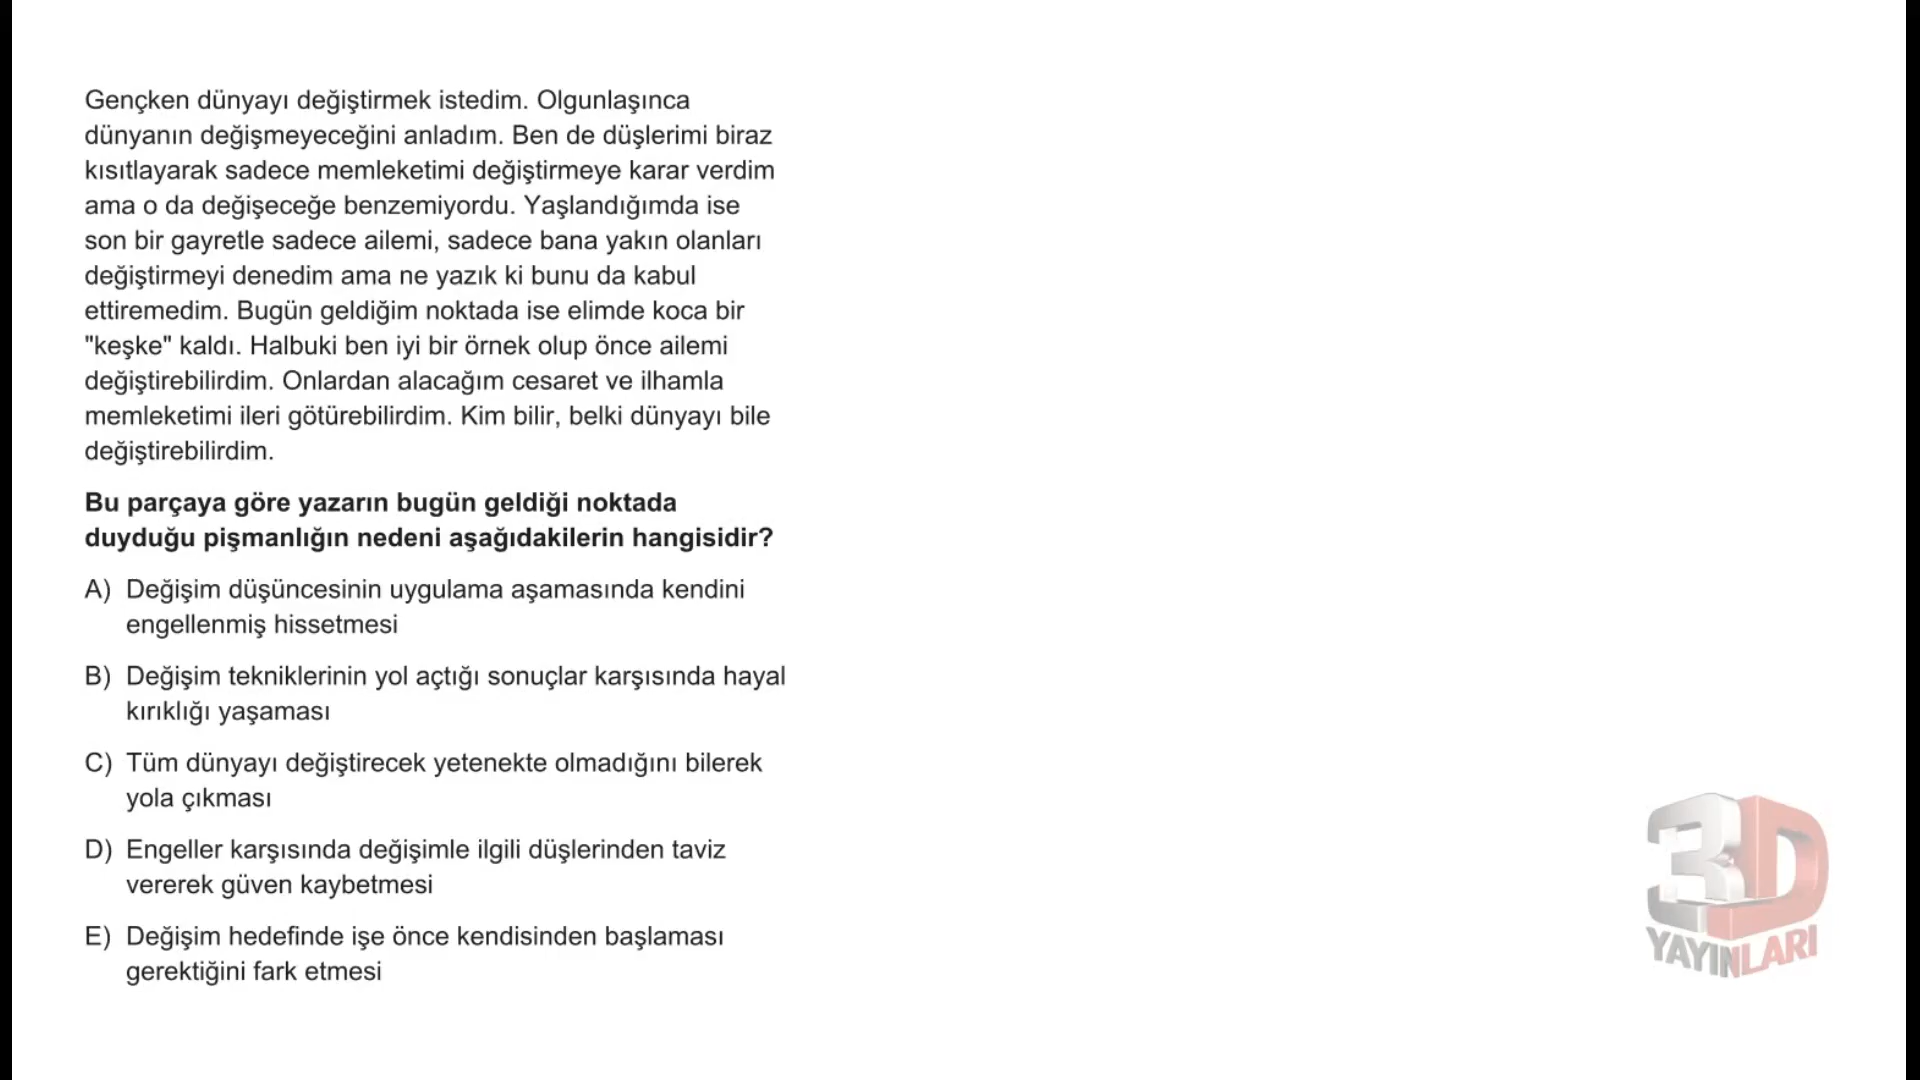 Gençken dünyayı değiştirmek istedim. Olgunlaşınca
dünyanın değişmeyeceğini anladım. Ben de düşlerimi biraz
kısıtlayarak sadece memleketimi değiştirmeye karar verdim
ama o da değişeceğe benzemiyordu. Yaşlandığımda ise
son bir gayretle sadece ailemi, sadece bana yakın olanları
değiştirmeyi denedim ama ne yazık ki bunu da kabul
ettiremedim. Bugün geldiğim noktada ise elimde koca bir
"keşke" kaldı. Halbuki ben iyi bir örnek olup önce ailemi
değiştirebilirdim. Onlardan alacağım cesaret ve ilhamla
memleketimi ileri götürebilirdim. Kim bilir, belki dünyayı bile
değiştirebilirdim.
Bu parçaya göre yazarın bugün geldiği noktada
duyduğu pişmanlığın nedeni aşağıdakilerin hangisidir?
A) Değişim düşüncesinin uygulama aşamasında kendini
engellenmiş hissetmesi
B) Değişim tekniklerinin yol açtığı sonuçlar karşısında hayal
kırıklığı yaşaması
C) Tüm dünyayı değiştirecek yetenekte olmadığını bilerek
yola çıkması
D) Engeller karşısında değişimle ilgili düşlerinden taviz
vererek güven kaybetmesi
E) Değişim hedefinde işe önce kendisinden başlaması
gerektiğini fark etmesi
3D
YAYINLARI